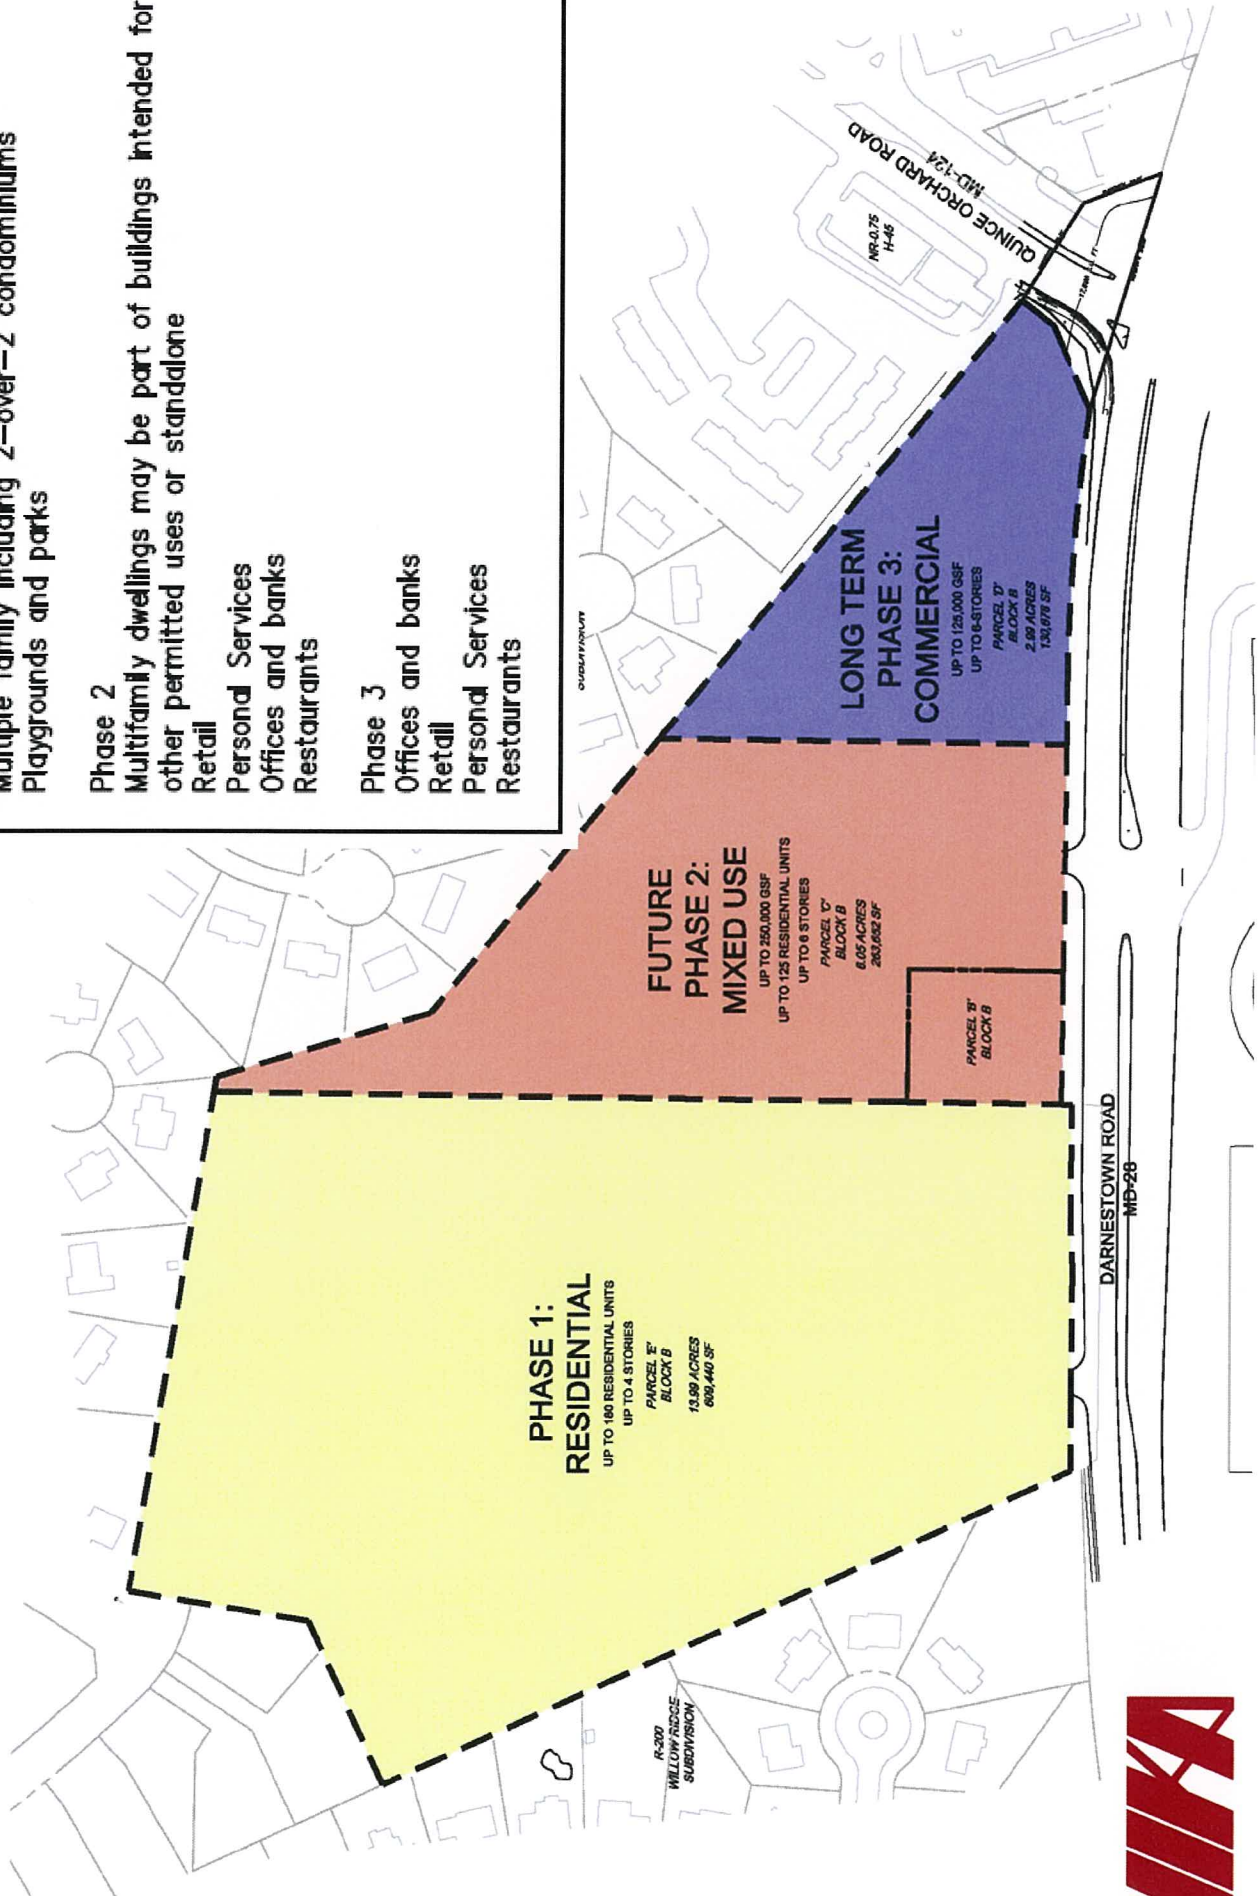 Multiple family including 2-over-2 condominiums
Playgrounds and parks
Phase 2
Multifamily dwellings may be part of buildings intended for
other permitted uses or standalone
Retail
Personal Services
Offices and banks
Restaurants
Phase 3
Offices and banks
Retail
Personal Services
Restaurants
SUBDIVISION
QUINCE ORCHARD ROAD
MD-124
NR-0.75
H-45
PHASE 1:
RESIDENTIAL
UP TO 180 RESIDENTIAL UNITS
UP TO 4 STORIES
PARCEL 'E'
BLOCK B
13.99 ACRES
609,440 SF
FUTURE
PHASE 2:
MIXED USE
UP TO 250,000 GSF
UP TO 125 RESIDENTIAL UNITS
UP TO 6 STORIES
PARCEL 'C'
BLOCK B
6.05 ACRES
263,652 SF
PARCEL 'B'
BLOCK B
LONG TERM
PHASE 3:
COMMERCIAL
UP TO 125,000 GSF
UP TO 6-STORIES
PARCEL 'D'
BLOCK B
2.99 ACRES
130,678 SF
R-200
WILLOW RIDGE
SUBDIVISION
DARNESTOWN ROAD
MD-28